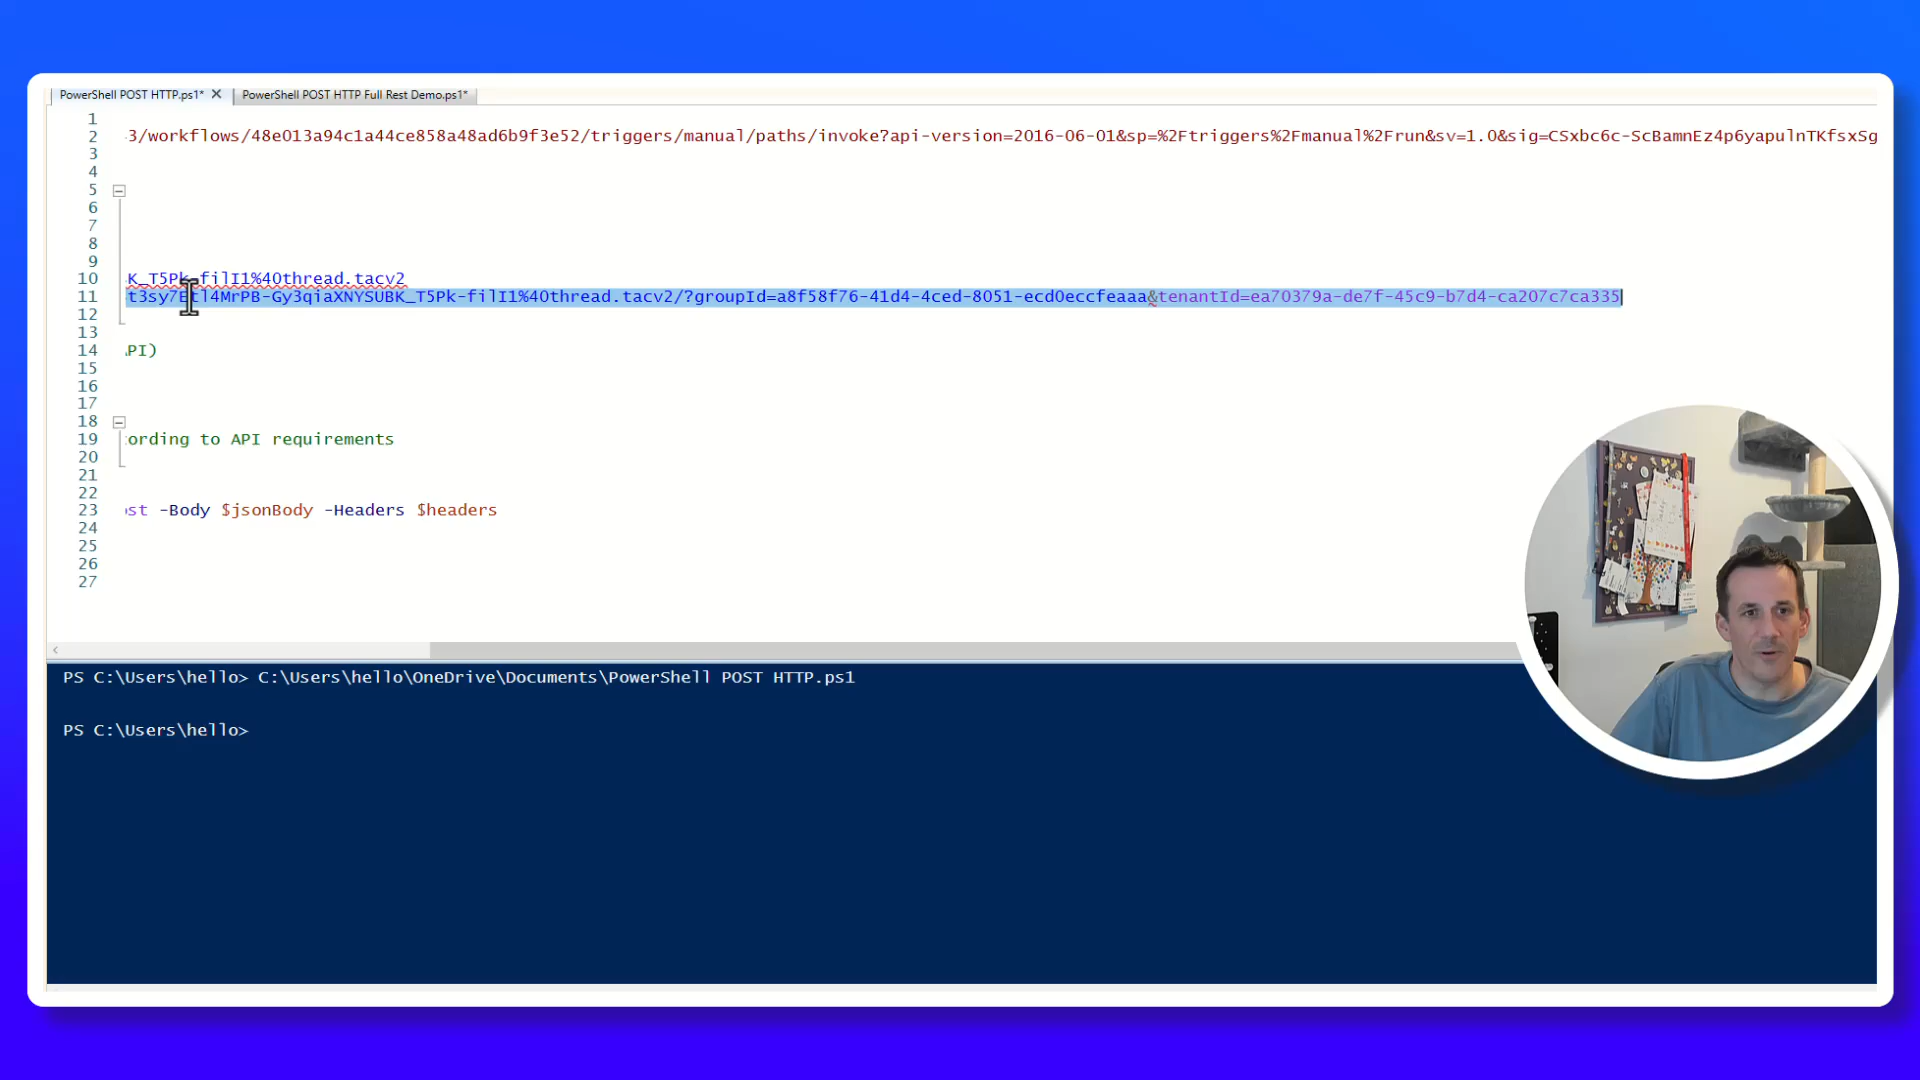 PowerShell POST HTTP.ps1* ✕ PowerShell POST HTTP Full Rest Demo.ps1*
1
2 3/workflows/48e013a94c1a44ce858a48ad6b9f3e52/triggers/manual/paths/invoke?api-version=2016-06-01&sp=%2Ftriggers%2Fmanual%2Frun&sv=1.0&sig=CSxbc6c-ScBamnEz4p6yapulnTKfsxSg
3
4
5
6
7
8
9
10 K_T5Pk-filI1%40thread.tacv2
11 t3sy7Etl4MrPB-Gy3qiaXNYSUBK_T5Pk-filI1%40thread.tacv2/?groupId=a8f58f76-41d4-4ced-8051-ecd0eccfeaaa&tenantId=ea70379a-de7f-45c9-b7d4-ca207c7ca335
12
13
14 PI)
15
16
17
18
19 ording to API requirements
20
21
22
23 st -Body $jsonBody -Headers $headers
24
25
26
27
PS C:\Users\hello> C:\Users\hello\OneDrive\Documents\PowerShell POST HTTP.ps1
PS C:\Users\hello>